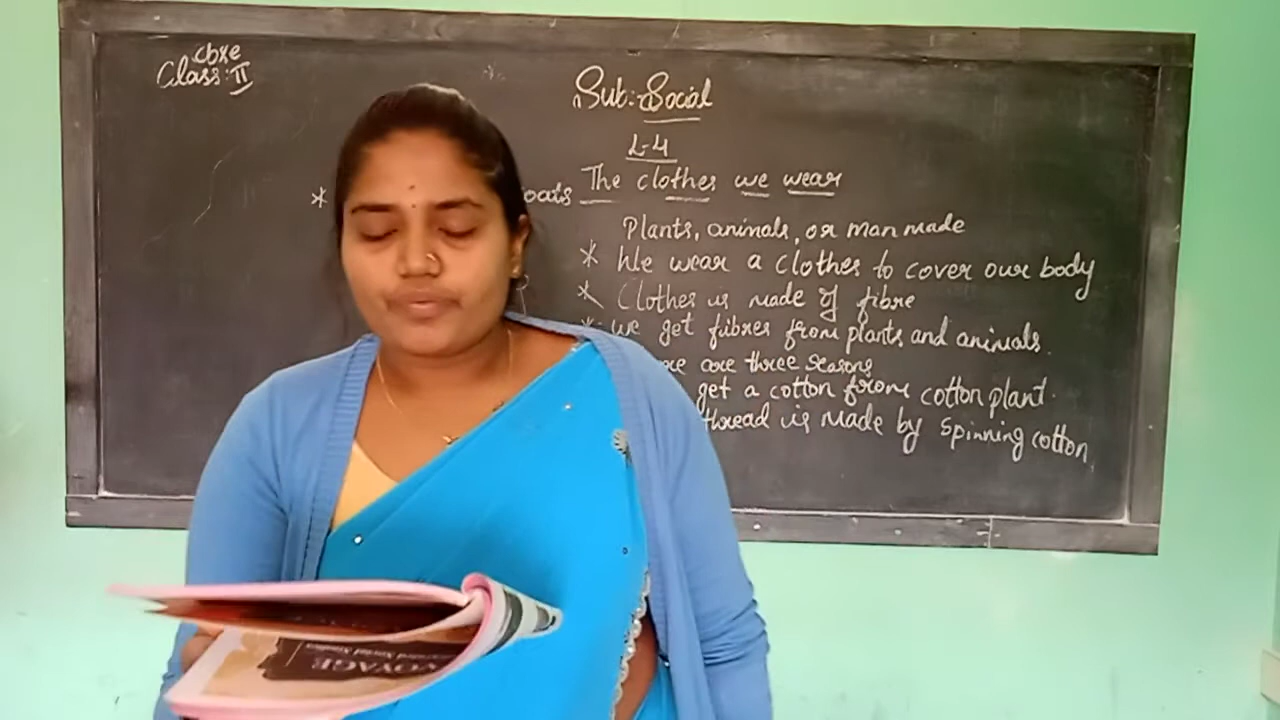 cbse
Class: II
Sub:- Social
L-4
The clothes we wear
* oats
Plants, animals, or man made
* We wear a clothes to cover our body
* Clothes is made of fibre
* we get fibres from plants and animals.
are three seasons
get a cotton from cotton plant.
thread is made by spinning cotton
VOYAGE